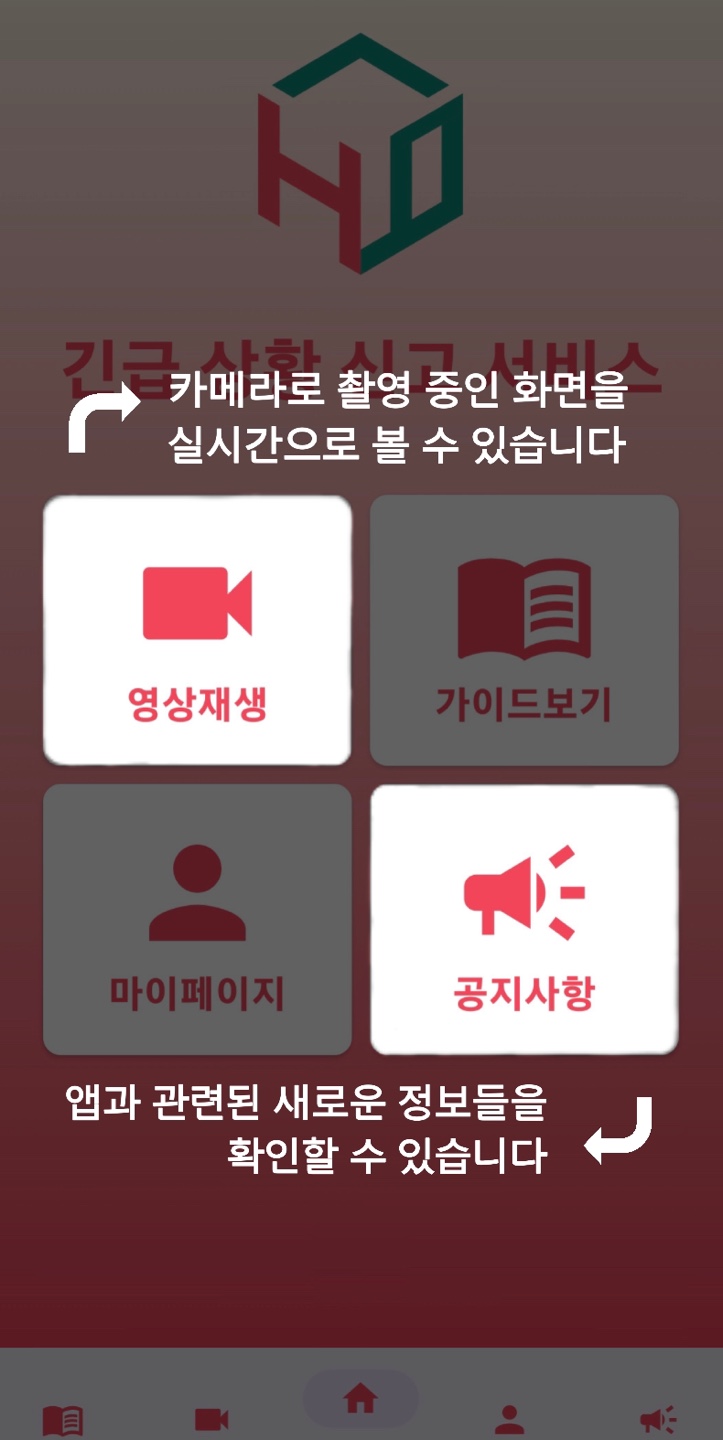 긴급 상황 신고 서비스
카메라로 촬영 중인 화면을
실시간으로 볼 수 있습니다
영상재생
가이드보기
마이페이지
공지사항
앱과 관련된 새로운 정보들을
확인할 수 있습니다